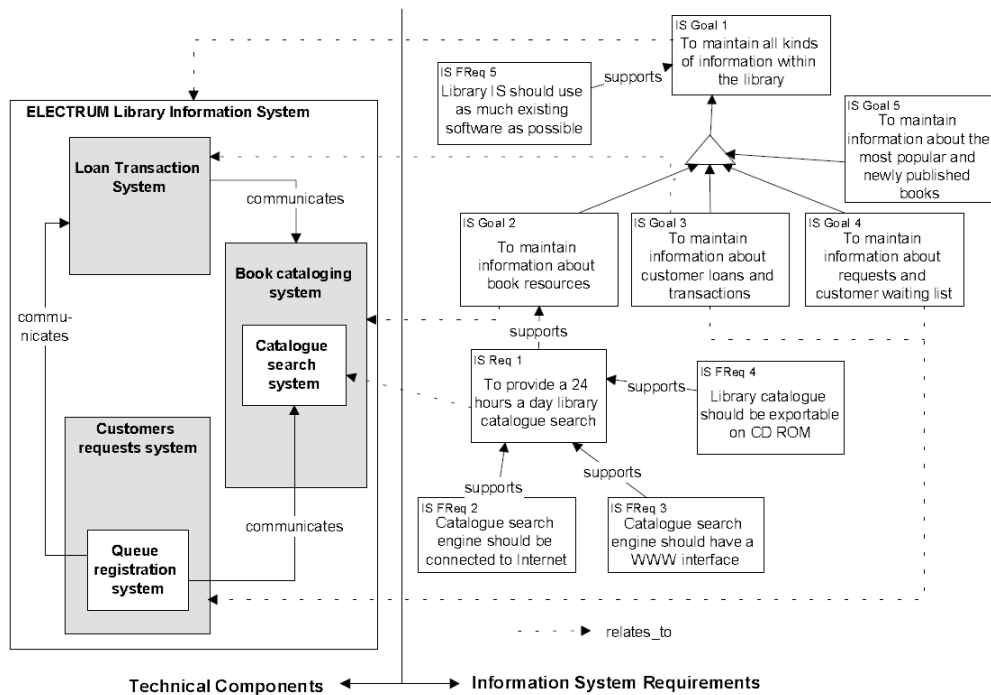 IS Goal 1
To maintain all kinds
of information within
the library
IS FReq 5
Library IS should use
as much existing
software as possible
supports
IS Goal 5
To maintain
information about the
most popular and
newly published
books
ELECTRUM Library Information System
Loan Transaction
System
communicates
Book cataloging
system
Catalogue
search
system
commu-
nicates
Customers
requests system
Queue
registration
system
communicates
IS Goal 2
To maintain
information about
book resources
IS Goal 3
To maintain
information about
customer loans and
transactions
IS Goal 4
To maintain
information about
requests and
customer waiting list
supports
IS Req 1
To provide a 24
hours a day library
catalogue search
supports
IS FReq 4
Library catalogue
should be exportable
on CD ROM
supports
supports
IS FReq 2
Catalogue search
engine should be
connected to Internet
IS FReq 3
Catalogue search
engine should have a
WWW interface
relates_to
Technical Components
Information System Requirements